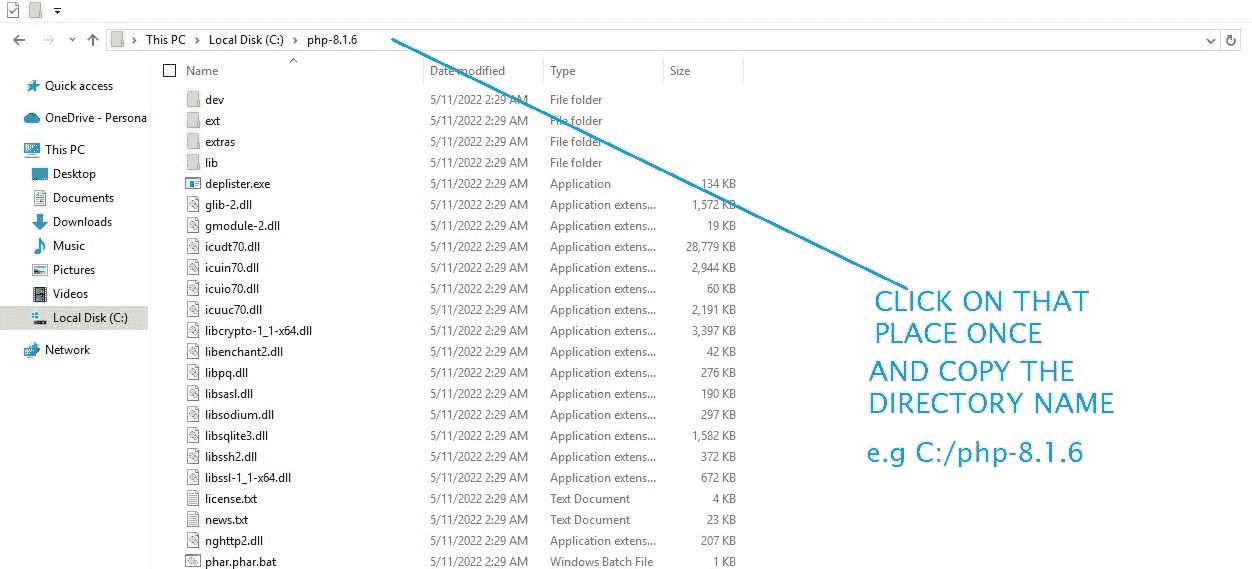 This PC > Local Disk (C:) > php-8.1.6
Name Date modified Type Size
Quick access
OneDrive - Persona
This PC
Desktop
Documents
Downloads
Music
Pictures
Videos
Local Disk (C:)
Network
dev 5/11/2022 2:29 AM File folder
ext 5/11/2022 2:29 AM File folder
extras 5/11/2022 2:29 AM File folder
lib 5/11/2022 2:29 AM File folder
deplister.exe 5/11/2022 2:29 AM Application 134 KB
glib-2.dll 5/11/2022 2:29 AM Application extens... 1,572 KB
gmodule-2.dll 5/11/2022 2:29 AM Application extens... 19 KB
icudt70.dll 5/11/2022 2:29 AM Application extens... 28,779 KB
icuin70.dll 5/11/2022 2:29 AM Application extens... 2,944 KB
icuio70.dll 5/11/2022 2:29 AM Application extens... 60 KB
icuuc70.dll 5/11/2022 2:29 AM Application extens... 2,191 KB
libcrypto-1_1-x64.dll 5/11/2022 2:29 AM Application extens... 3,397 KB
libenchant2.dll 5/11/2022 2:29 AM Application extens... 42 KB
libpq.dll 5/11/2022 2:29 AM Application extens... 276 KB
libsasl.dll 5/11/2022 2:29 AM Application extens... 190 KB
libsodium.dll 5/11/2022 2:29 AM Application extens... 297 KB
libsqlite3.dll 5/11/2022 2:29 AM Application extens... 1,582 KB
libssh2.dll 5/11/2022 2:29 AM Application extens... 372 KB
libssl-1_1-x64.dll 5/11/2022 2:29 AM Application extens... 672 KB
license.txt 5/11/2022 2:29 AM Text Document 4 KB
news.txt 5/11/2022 2:29 AM Text Document 23 KB
nghttp2.dll 5/11/2022 2:29 AM Application extens... 207 KB
phar.phar.bat 5/11/2022 2:29 AM Windows Batch File 1 KB
CLICK ON THAT
PLACE ONCE
AND COPY THE
DIRECTORY NAME
e.g C:/php-8.1.6